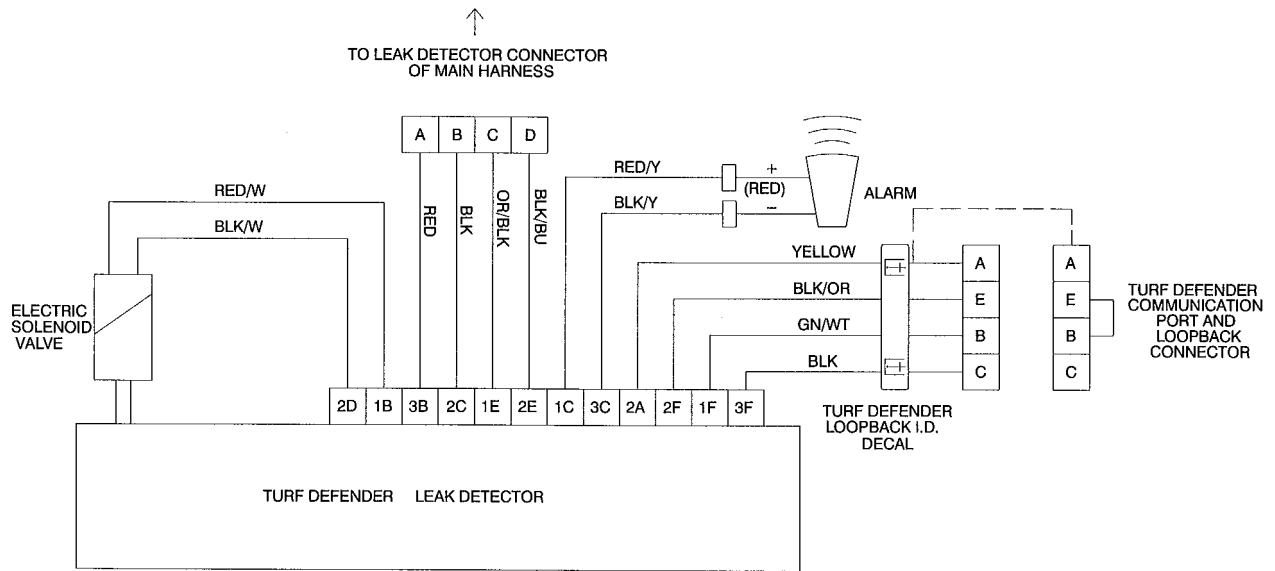 TO LEAK DETECTOR CONNECTOR
OF MAIN HARNESS
A B C D
RED/W
BLK/W
RED
BLK
OR/BLK
BLK/BU
RED/Y
BLK/Y
+
(RED)
–
ALARM
YELLOW
BLK/OR
GN/WT
BLK
A
E
B
C
A
E
B
C
TURF DEFENDER
COMMUNICATION
PORT AND
LOOPBACK
CONNECTOR
ELECTRIC
SOLENOID
VALVE
2D 1B 3B 2C 1E 2E 1C 3C 2A 2F 1F 3F
TURF DEFENDER
LOOPBACK I.D.
DECAL
TURF DEFENDER LEAK DETECTOR